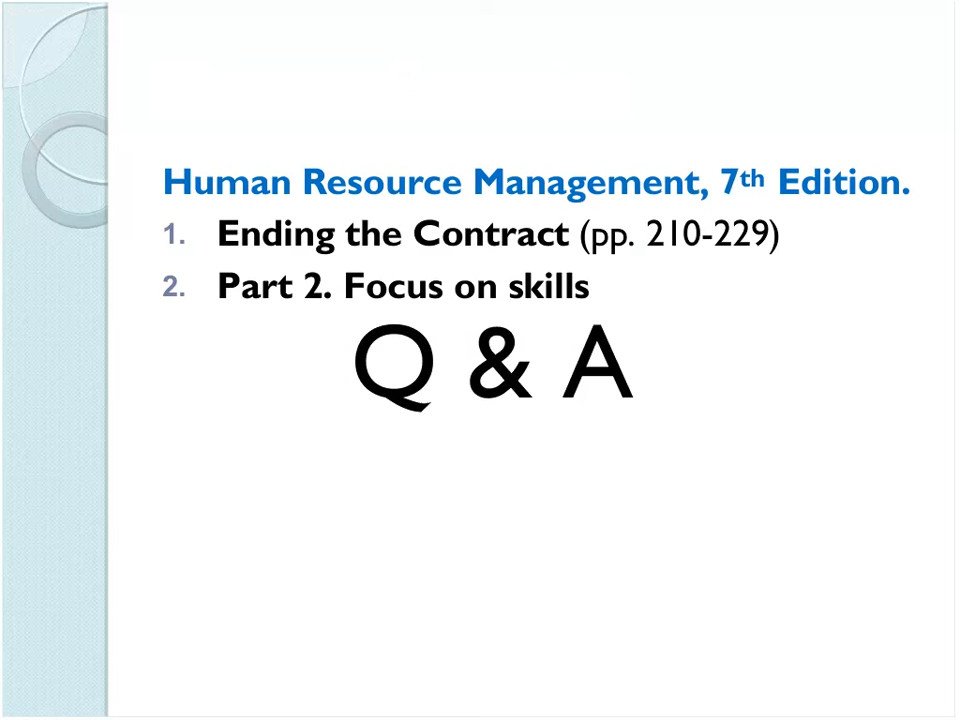 Human Resource Management, 7th Edition.
1. Ending the Contract (pp. 210-229)
2. Part 2. Focus on skills
Q & A